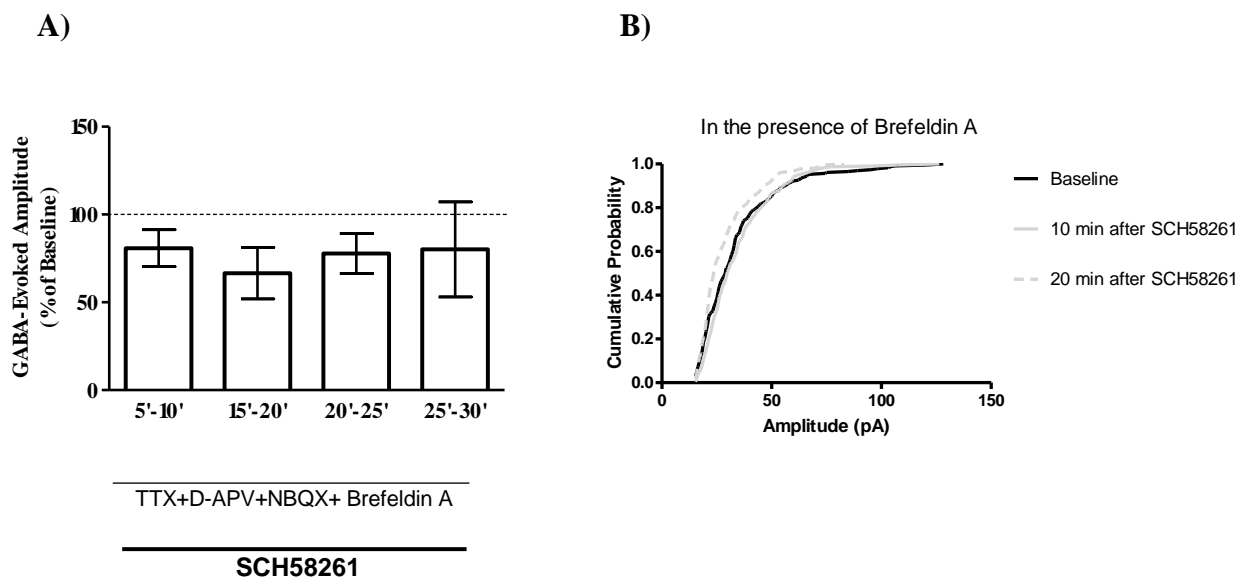 A)
GABA-Evoked Amplitude
(% of Baseline)
150
100
50
0
5'-10' 15'-20' 20'-25' 25'-30'
TTX+D-APV+NBQX+ Brefeldin A
SCH58261
B)
In the presence of Brefeldin A
Cumulative Probability
1.0
0.8
0.6
0.4
0.2
0.0
0 50 100 150
Amplitude (pA)
Baseline
10 min after SCH58261
20 min after SCH58261